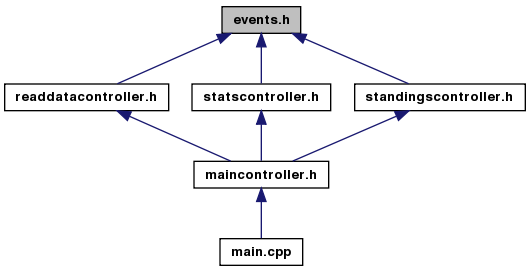 events.h
readdatacontroller.h
statscontroller.h
standingscontroller.h
maincontroller.h
main.cpp